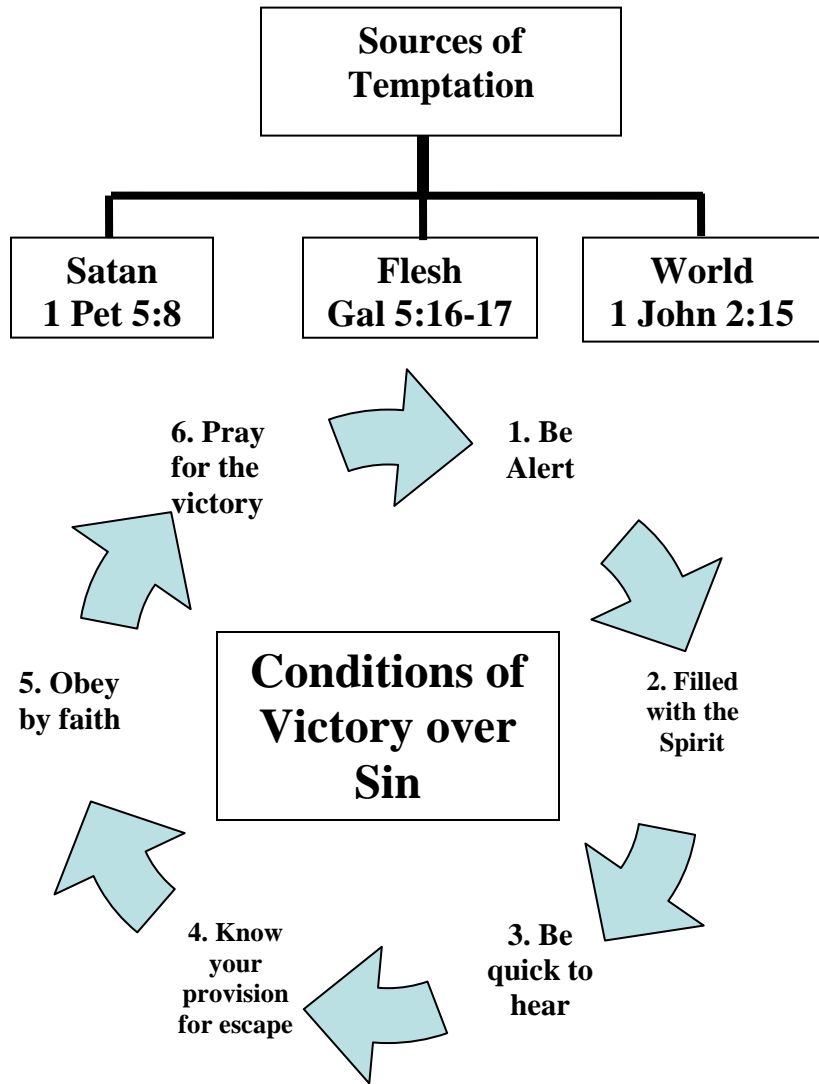 Sources of
Temptation
Satan
1 Pet 5:8
Flesh
Gal 5:16-17
World
1 John 2:15
1. Be
Alert
2. Filled
with the
Spirit
3. Be
quick to
hear
4. Know
your
provision
for escape
5. Obey
by faith
6. Pray
for the
victory
Conditions of
Victory over
Sin